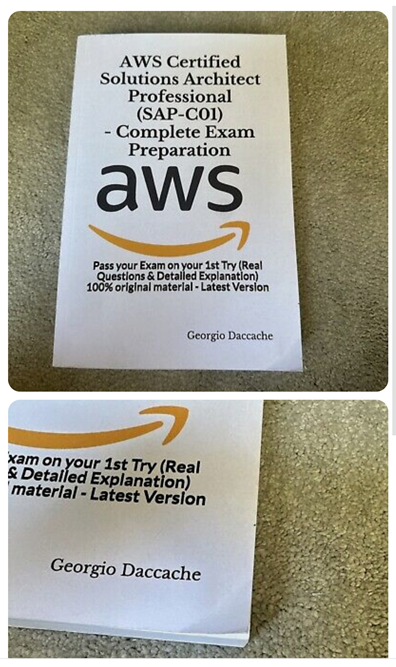 AWS Certified
Solutions Architect
Professional
(SAP-C01)
- Complete Exam
Preparation
aws
Pass your Exam on your 1st Try (Real
Questions & Detailed Explanation)
100% original material - Latest Version
Georgio Daccache
xam on your 1st Try (Real
& Detailed Explanation)
material - Latest Version
Georgio Daccache